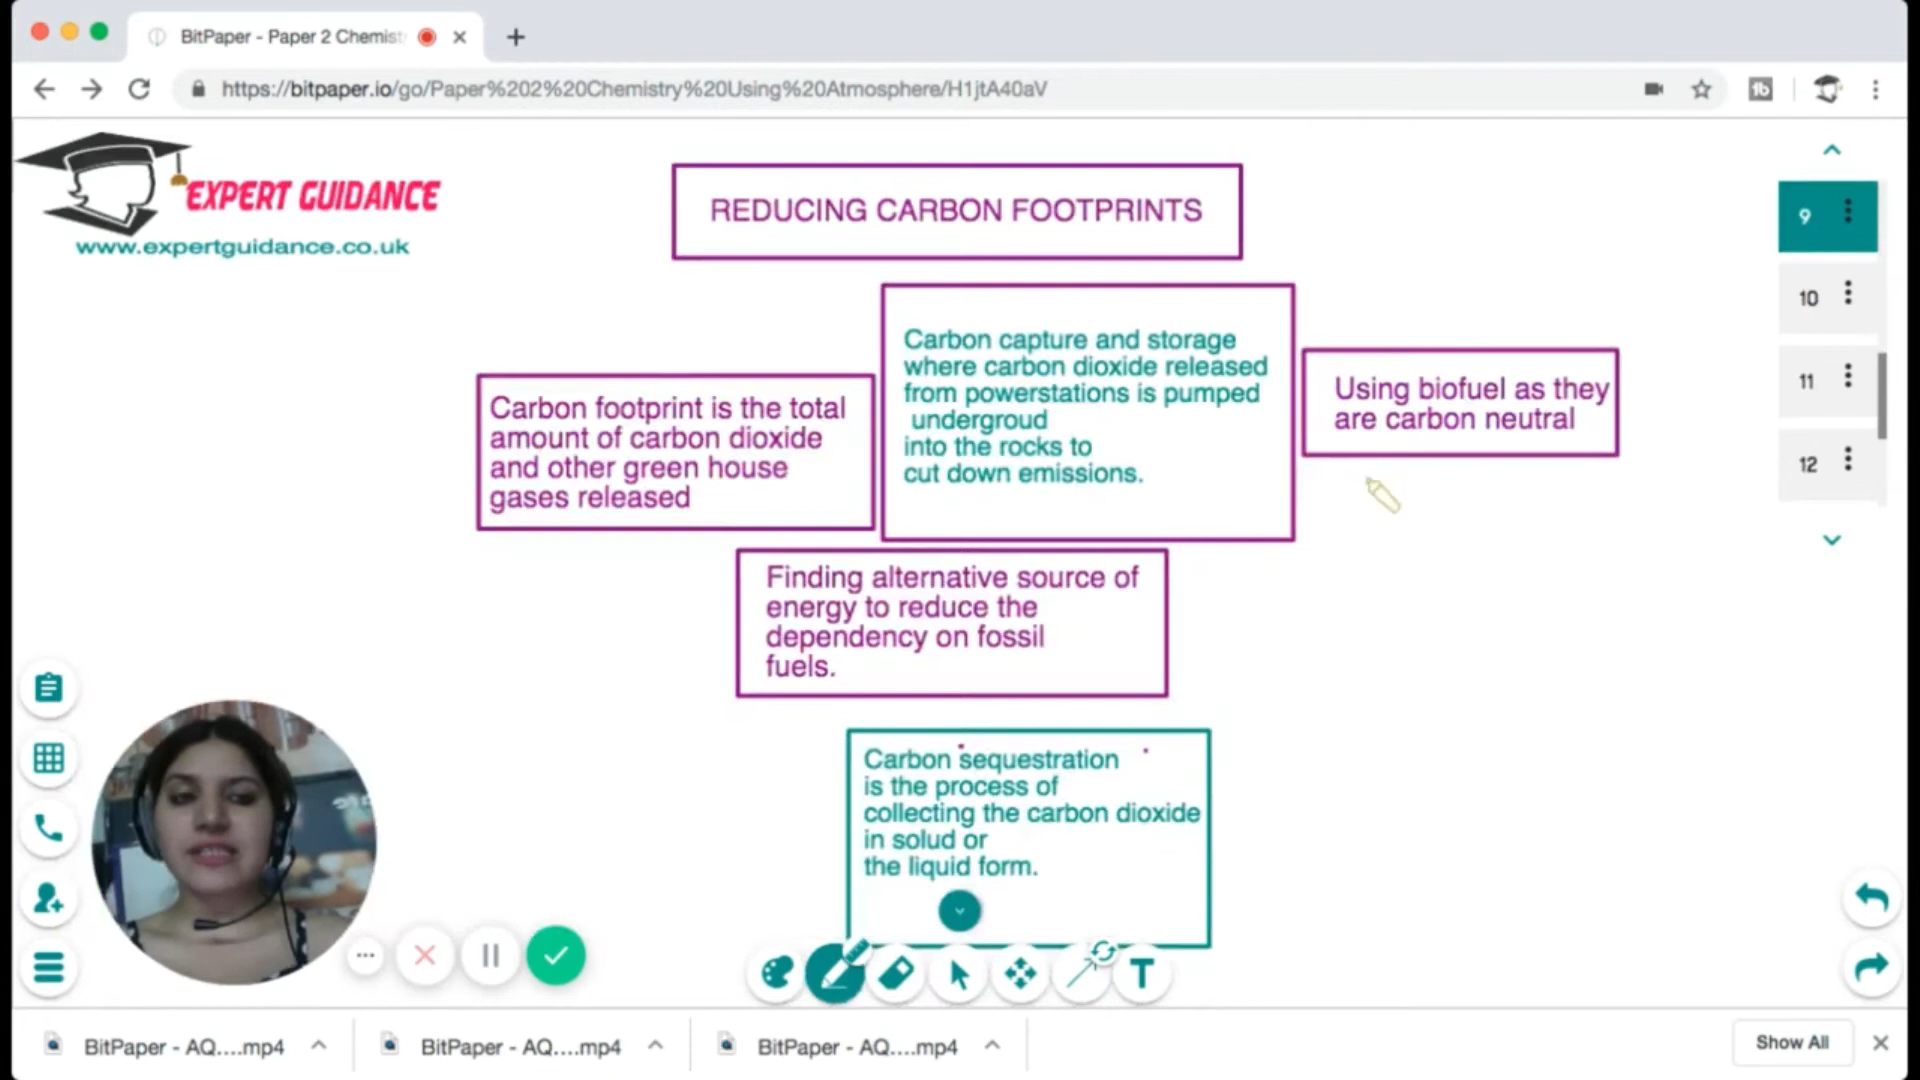 BitPaper - Paper 2 Chemist
https://bitpaper.io/go/Paper%202%20Chemistry%20Using%20Atmosphere/H1jtA40aV
EXPERT GUIDANCE
www.expertguidance.co.uk
REDUCING CARBON FOOTPRINTS
Carbon footprint is the total
amount of carbon dioxide
and other green house
gases released
Carbon capture and storage
where carbon dioxide released
from powerstations is pumped
undergroud
into the rocks to
cut down emissions.
Using biofuel as they
are carbon neutral
9
10
11
12
Finding alternative source of
energy to reduce the
dependency on fossil
fuels.
Carbon sequestration
is the process of
collecting the carbon dioxide
in solud or
the liquid form.
T
BitPaper - AQ....mp4
BitPaper - AQ....mp4
BitPaper - AQ....mp4
Show All